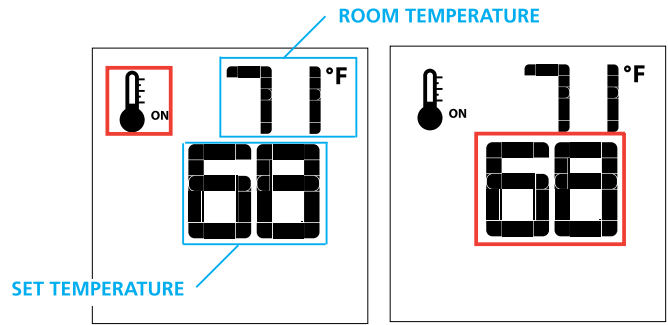 ROOM TEMPERATURE
71 °F
ON
68
SET TEMPERATURE
71 °F
ON
68